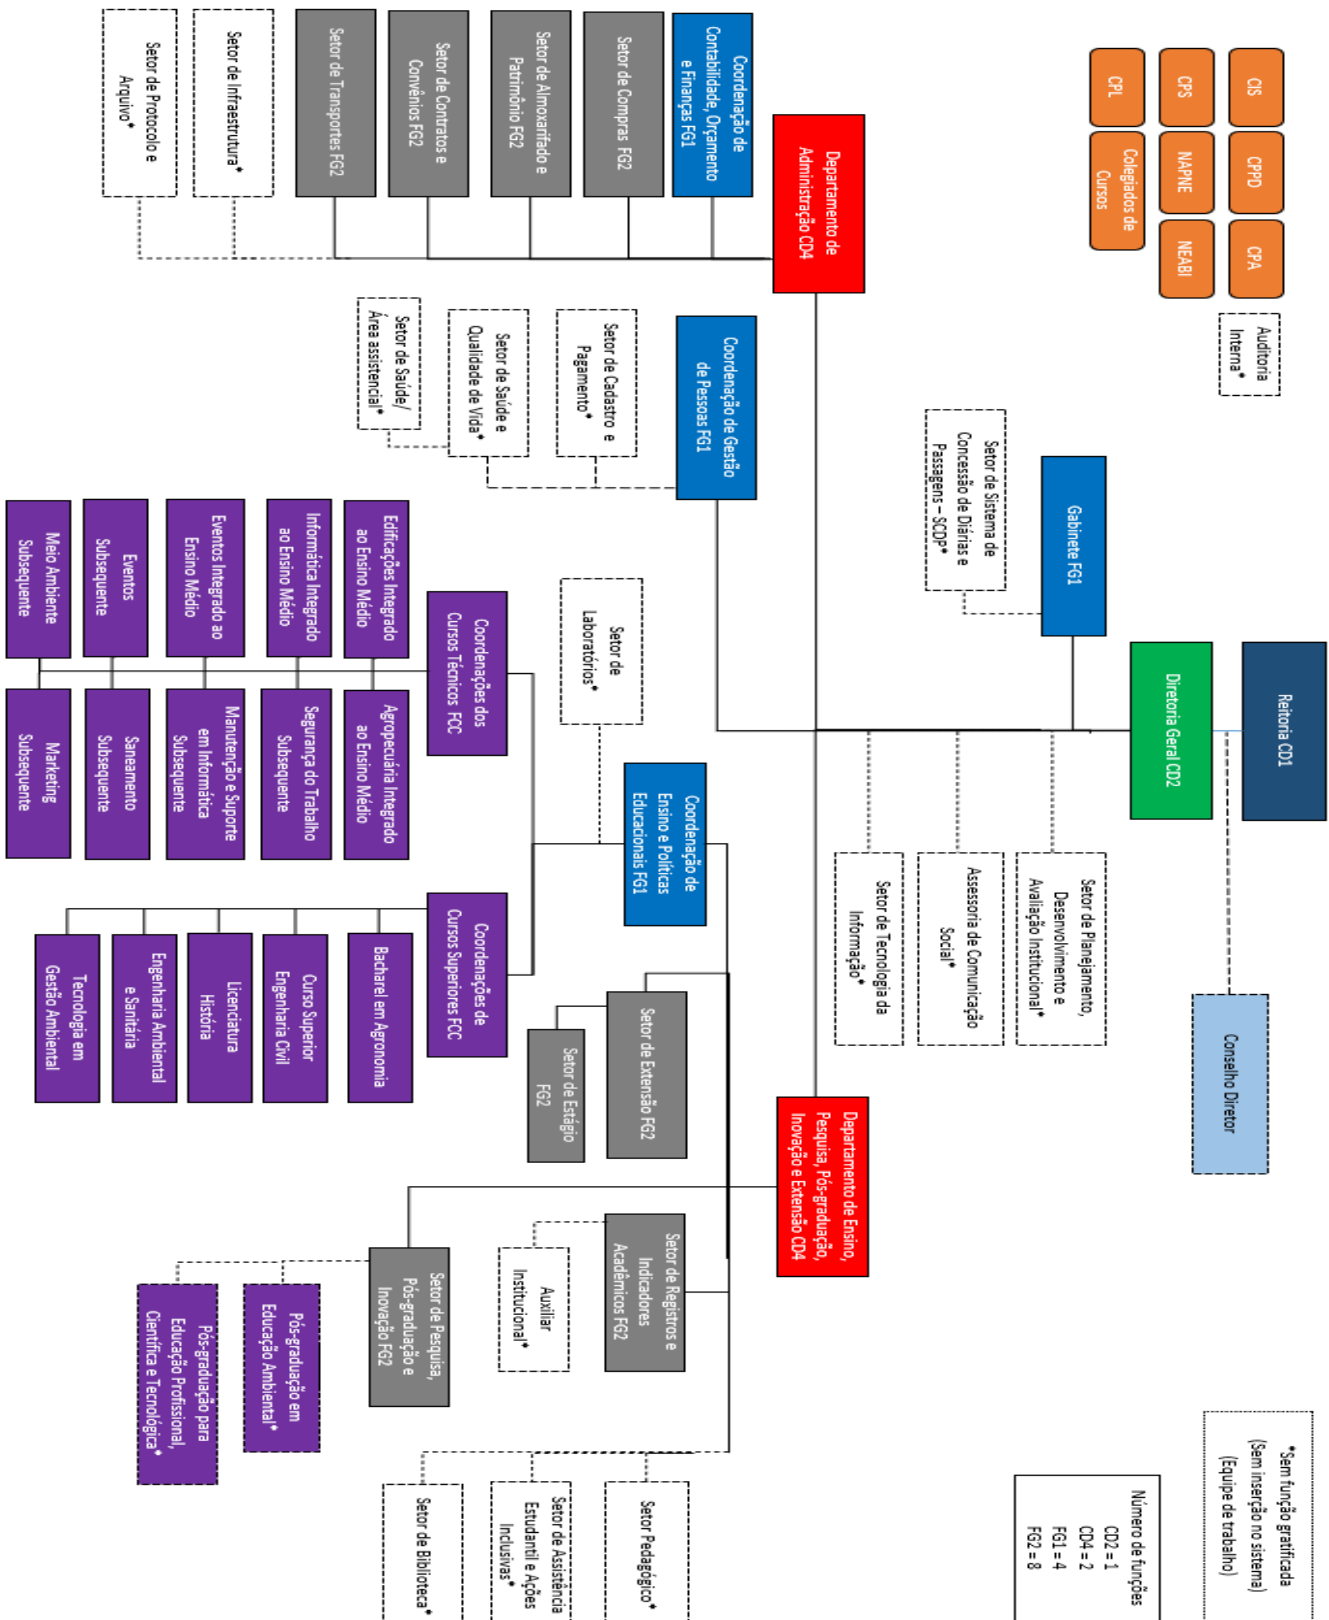 CIS
CPPD
CPA
CPS
NAPNE
NEABI
CPL
Colegiados de
Cursos
Auditoria
Interna*
Reitoria CD1
Conselho Diretor
Diretoria Geral CD2
*Sem função gratificada
(Sem inserção no sistema)
(Equipe de trabalho)
Número de funções
CD2 = 1
CD4 = 2
FG1 = 4
FG2 = 8
Gabinete FG1
Setor de Sistema de
Concessão de Diárias e
Passagens – SCDP*
Setor de Planejamento,
Desenvolvimento e
Avaliação Institucional*
Assessoria de Comunicação
Social*
Setor de Tecnologia da
Informação*
Departamento de
Administração CD4
Departamento de Ensino,
Pesquisa, Pós-graduação,
Inovação e Extensão CD4
Coordenação de
Contabilidade, Orçamento
e Finanças FG1
Setor de Compras FG2
Setor de Almoxarifado e
Patrimônio FG2
Setor de Contratos e
Convênios FG2
Setor de Transportes FG2
Setor de Infraestrutura*
Setor de Protocolo e
Arquivo*
Coordenação de Gestão
de Pessoas FG1
Setor de Cadastro e
Pagamento*
Setor de Saúde e
Qualidade de Vida*
Setor de Saúde/
Área assistencial*
Coordenação de
Ensino e Políticas
Educacionais FG1
Setor de
Laboratórios*
Coordenações dos
Cursos Técnicos FCC
Edificações Integrado
ao Ensino Médio
Agropecuária Integrado
ao Ensino Médio
Informática Integrado
ao Ensino Médio
Segurança do Trabalho
Subsequente
Eventos Integrado ao
Ensino Médio
Manutenção e Suporte
em Informática
Subsequente
Eventos
Subsequente
Saneamento
Subsequente
Meio Ambiente
Subsequente
Marketing
Subsequente
Coordenações de
Cursos Superiores FCC
Bacharel em Agronomia
Curso Superior
Engenharia Civil
Licenciatura
História
Engenharia Ambiental
e Sanitária
Tecnologia em
Gestão Ambiental
Setor de Extensão FG2
Setor de Estágio
FG2
Setor de Registros e
Indicadores
Acadêmicos FG2
Auxiliar
Institucional*
Setor de Pesquisa,
Pós-graduação e
Inovação FG2
Pós-graduação em
Educação Ambiental*
Pós-graduação para
Educação Profissional,
Científica e Tecnológica*
Setor Pedagógico*
Setor de Assistência
Estudantil e Ações
Inclusivas*
Setor de Biblioteca*